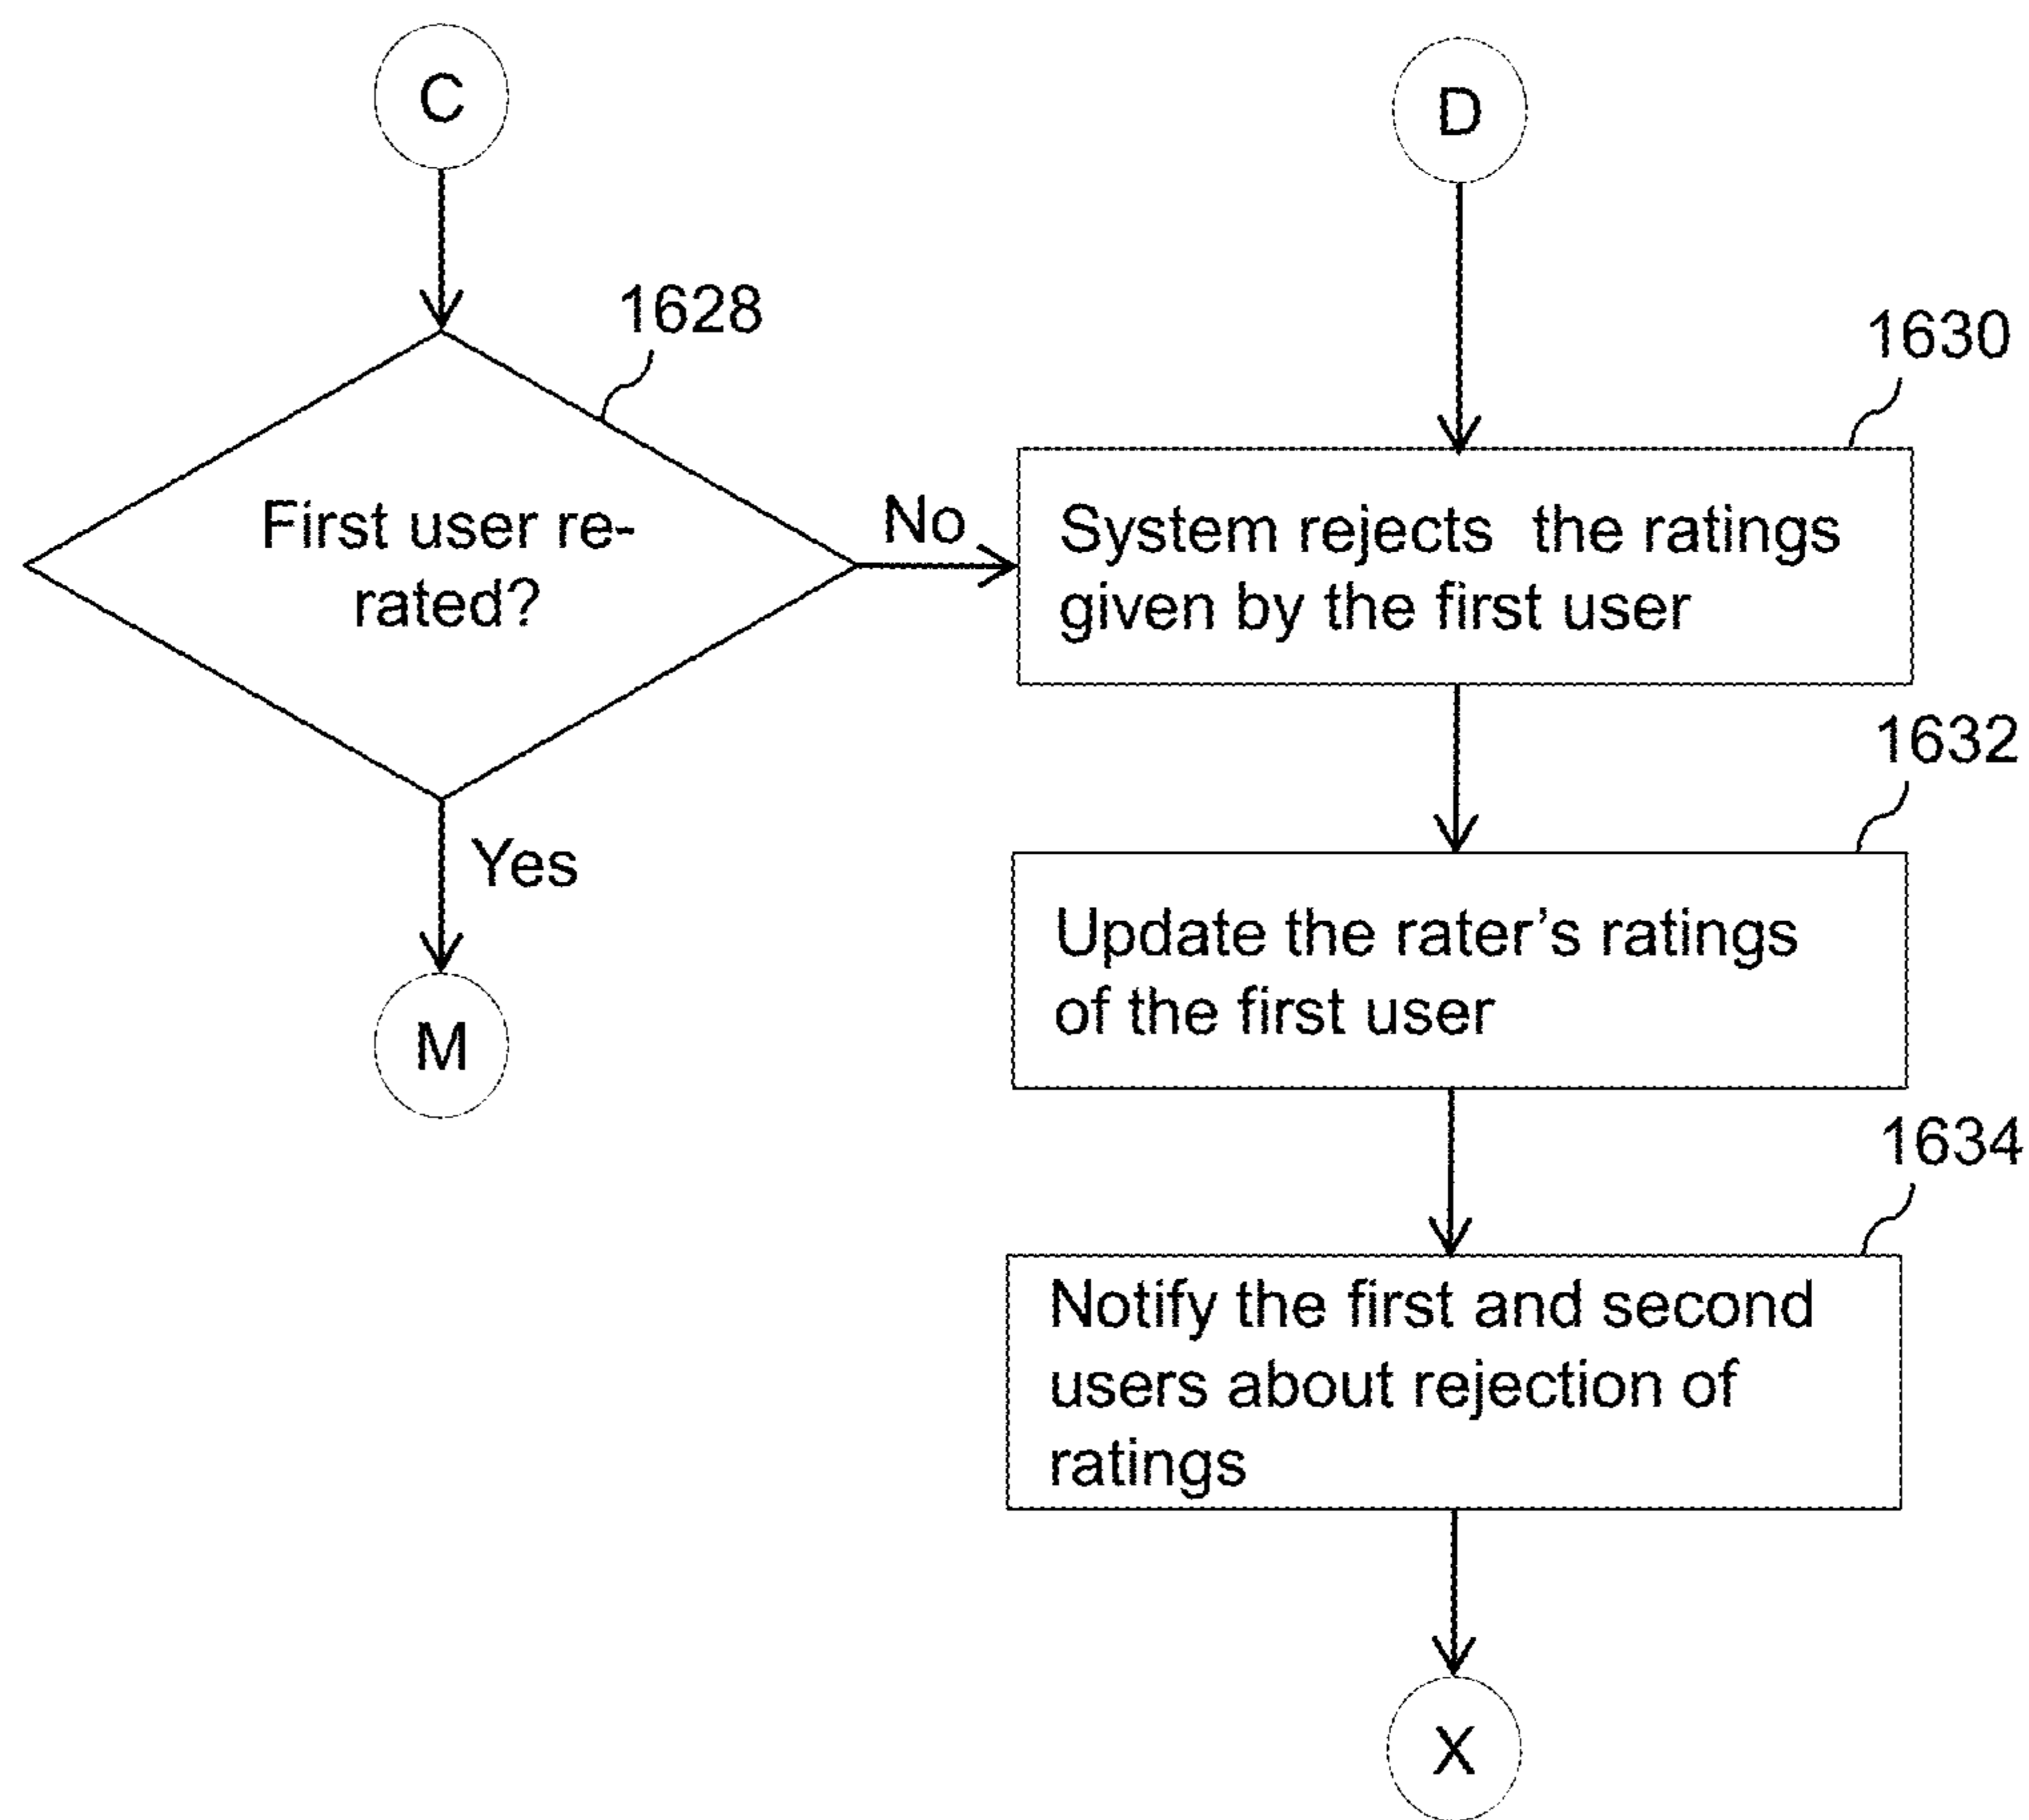 C
D
1628
1630
First user re-
rated?
No
System rejects the ratings
given by the first user
Yes
1632
Update the rater's ratings
of the first user
M
1634
Notify the first and second
users about rejection of
ratings
X